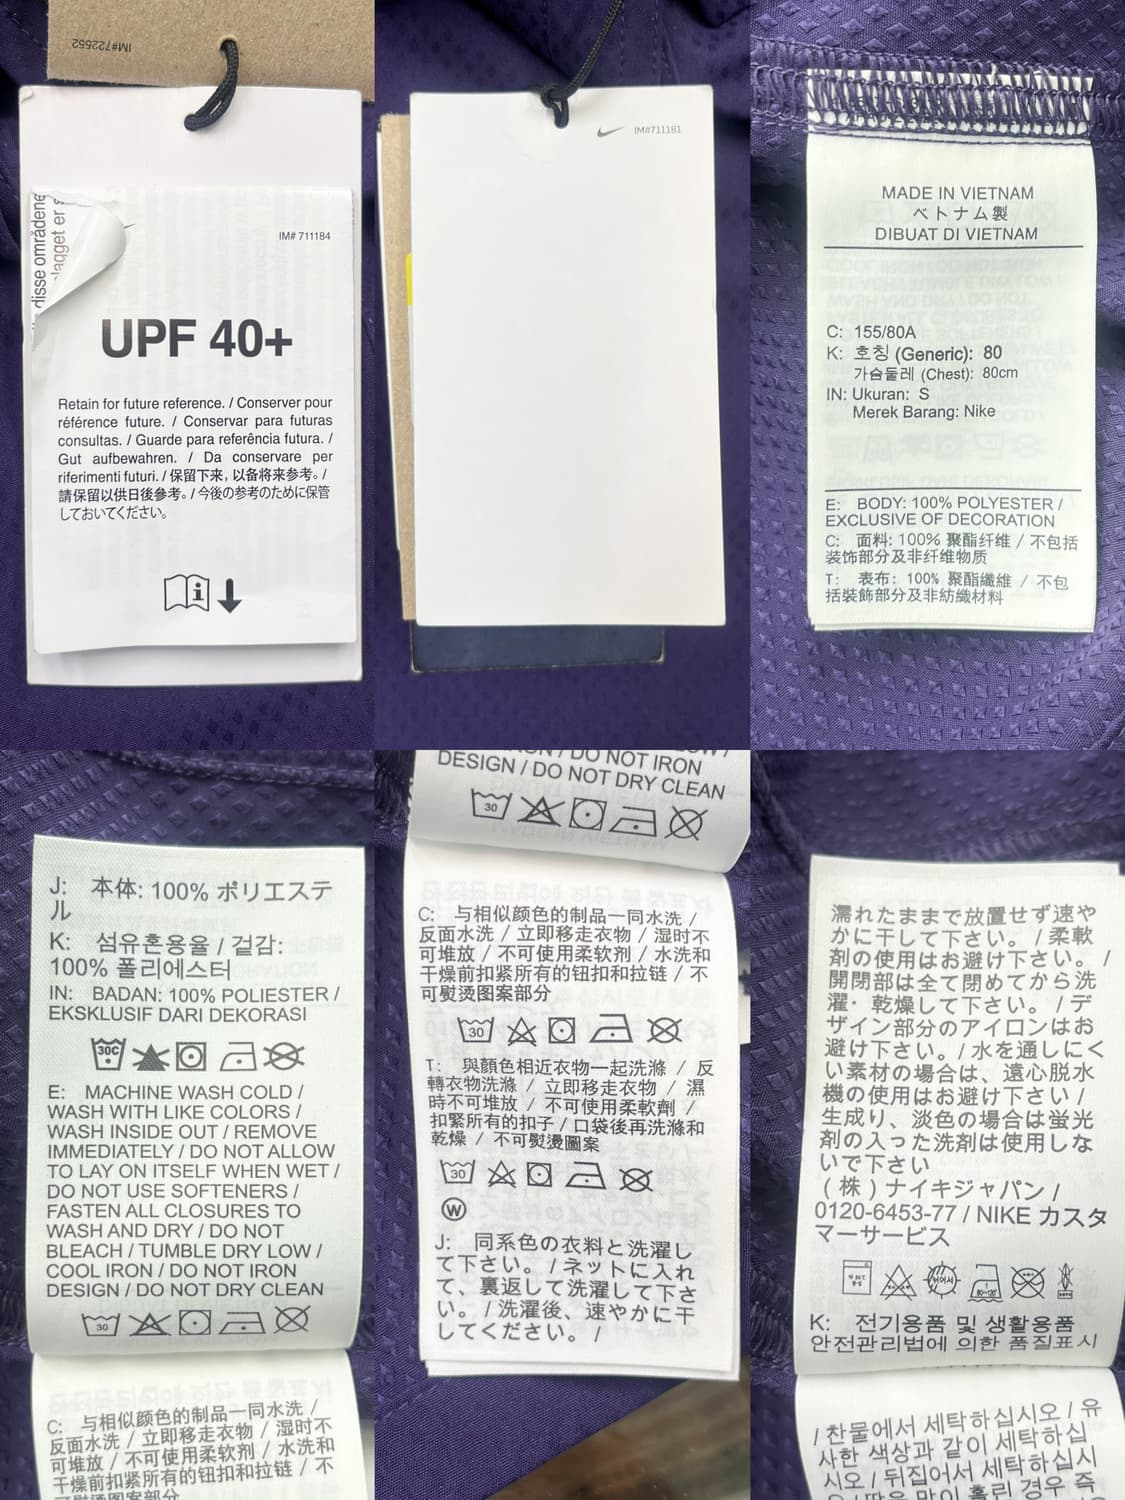 IM#722552
disse områdene
IM# 711184
UPF 40+
Retain for future reference. / Conserver pour
référence future. / Conservar para futuras
consultas. / Guarde para referência futura. /
Gut aufbewahren. / Da conservare per
riferimenti futuri. / 保留下来，以备将来参考。/
請保留以供日後參考。/ 今後の参考のために保管
しておいてください。
IM#711181
MADE IN VIETNAM
ベトナム製
DIBUAT DI VIETNAM
C: 155/80A
K: 호칭 (Generic): 80
가슴둘레 (Chest): 80cm
IN: Ukuran: S
Merek Barang: Nike
E: BODY: 100% POLYESTER /
EXCLUSIVE OF DECORATION
C: 面料: 100% 聚酯纤维 / 不包括
装饰部分及非纤维物质
T: 表布: 100% 聚酯纖維 / 不包
括裝飾部分及非紡織材料
J: 本体: 100% ポリエステ
ル
K: 섬유혼용율 / 겉감:
100% 폴리에스터
IN: BADAN: 100% POLIESTER /
EKSKLUSIF DARI DEKORASI
30C
E: MACHINE WASH COLD /
WASH WITH LIKE COLORS /
WASH INSIDE OUT / REMOVE
IMMEDIATELY / DO NOT ALLOW
TO LAY ON ITSELF WHEN WET /
DO NOT USE SOFTENERS /
FASTEN ALL CLOSURES TO
WASH AND DRY / DO NOT
BLEACH / TUMBLE DRY LOW /
COOL IRON / DO NOT IRON
DESIGN / DO NOT DRY CLEAN
30
C: 与相似颜色的制品一同水洗 /
反面水洗 / 立即移走衣物 / 湿时不
可堆放 / 不可使用柔软剂 / 水洗和
干燥前扣紧所有的钮扣和拉链 / 不
可熨烫图案部分
IRON / DO NOT IRON
DESIGN / DO NOT DRY CLEAN
30
C: 与相似颜色的制品一同水洗 /
反面水洗 / 立即移走衣物 / 湿时不
可堆放 / 不可使用柔软剂 / 水洗和
干燥前扣紧所有的钮扣和拉链 / 不
可熨烫图案部分
30
T: 與顏色相近衣物一起洗滌 / 反
轉衣物洗滌 / 立即移走衣物 / 濕
時不可堆放 / 不可使用柔軟劑 /
扣緊所有的扣子 / 口袋後再洗滌和
乾燥 / 不可熨燙圖案
30
W
J: 同系色の衣料と洗濯し
て下さい。/ ネットに入れ
て、裏返して洗濯して下さ
い。/ 洗濯後、速やかに干
してください。/
濡れたままで放置せず速や
かに干して下さい。/ 柔軟
剤の使用はお避け下さい。/
開閉部は全て閉めてから洗
濯・乾燥して下さい。/ デ
ザイン部分のアイロンはお
避け下さい。/ 水を通しにく
い素材の場合は、遠心脱水
機の使用はお避け下さい /
生成り、淡色の場合は蛍光
剤の入った洗剤は使用しな
いで下さい
(株) ナイキジャパン /
0120-6453-77 / NIKE カスタ
マーサービス
80~120
K: 전기용품 및 생활용품
안전관리법에 의한 품질표시
/ 찬물에서 세탁하십시오 / 유
사한 색상과 같이 세탁하십
시오 / 뒤집어서 세탁하십시
오 / 땀을 많이 흘린 경우 즉